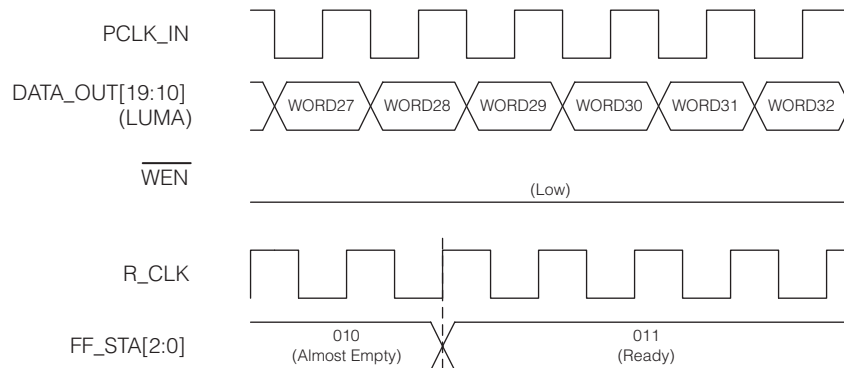 PCLK_IN
DATA_OUT[19:10]
(LUMA)
WORD27 WORD28 WORD29 WORD30 WORD31 WORD32
WEN
(Low)
R_CLK
FF_STA[2:0]
010
(Almost Empty)
011
(Ready)